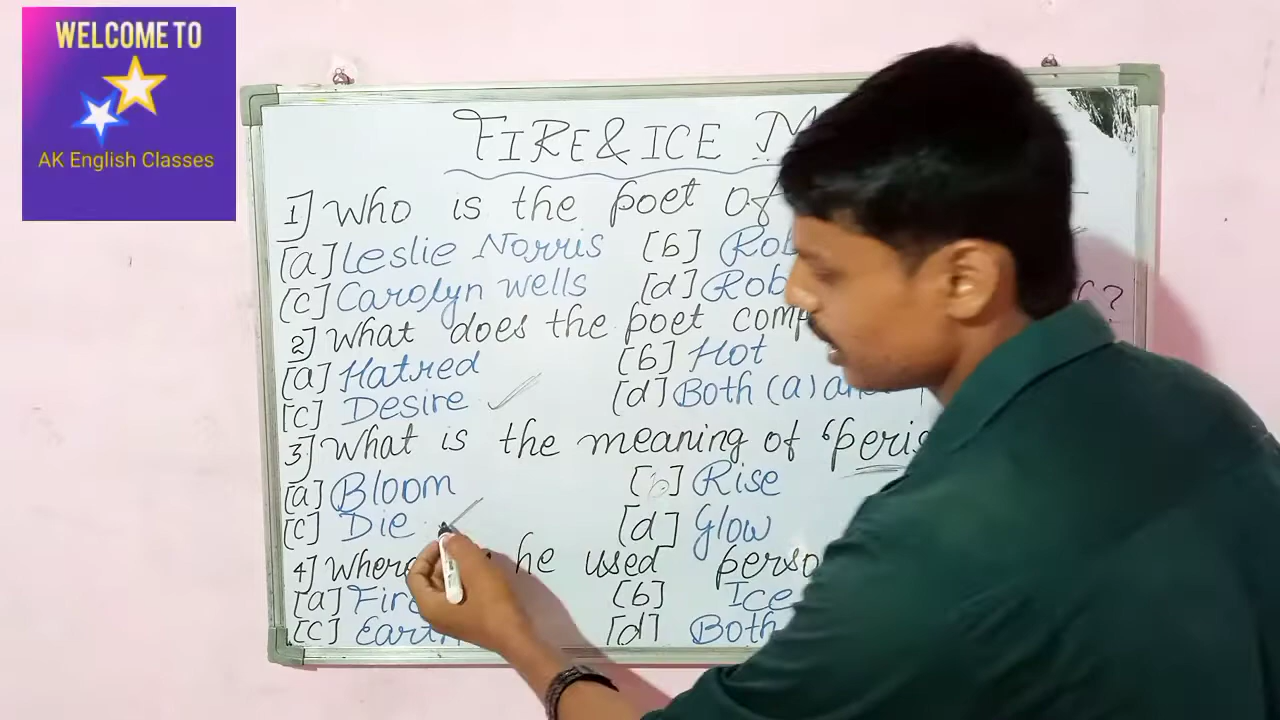 WELCOME TO
AK English Classes
FIRE & ICE
1] Who is the poet of
[a] Leslie Norris [b] Rob
[c] Carolyn wells [d] Rob
2] What does the poet comp ?
[a] Hatred [b] Hot
[c] Desire [d] Both (a) and
3] What is the meaning of 'peris
[a] Bloom [b] Rise
[c] Die [d] Glow
4] Where he used perso
[a] Fire [b] Ice
[c] Earth [d] Both